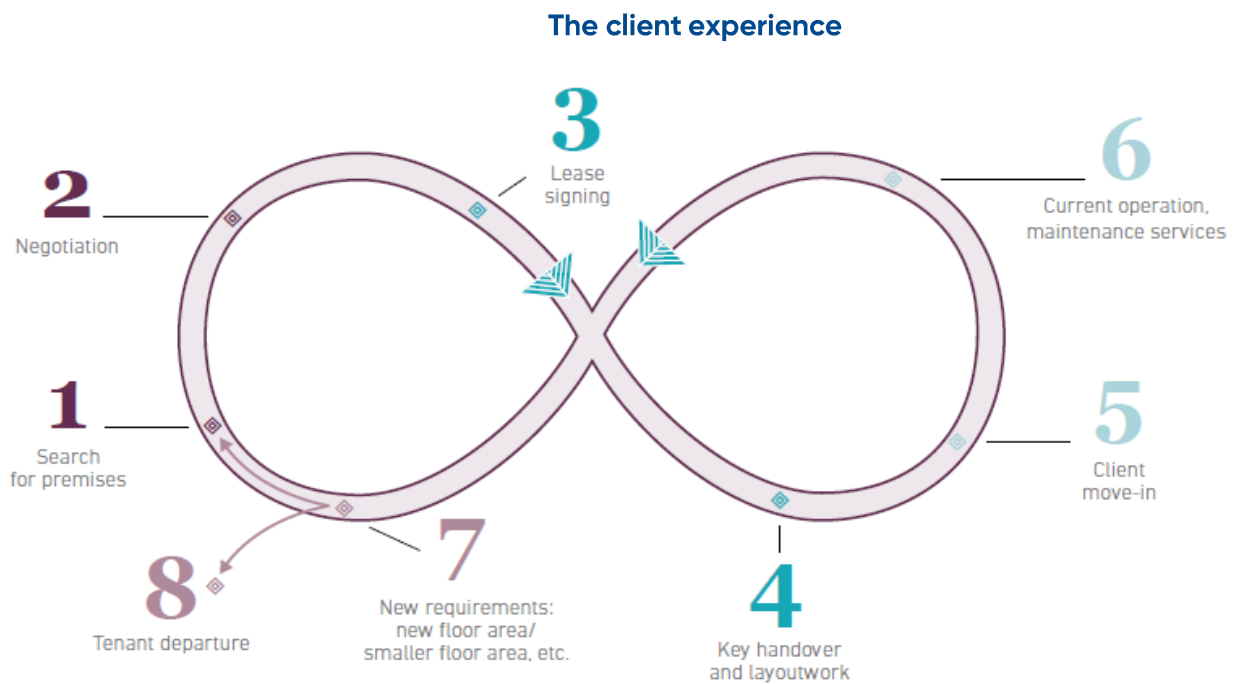 The client experience
1
Search
for premises
2
Negotiation
3
Lease
signing
4
Key handover
and layoutwork
5
Client
move-in
6
Current operation,
maintenance services
7
New requirements:
new floor area/
smaller floor area, etc.
8
Tenant departure